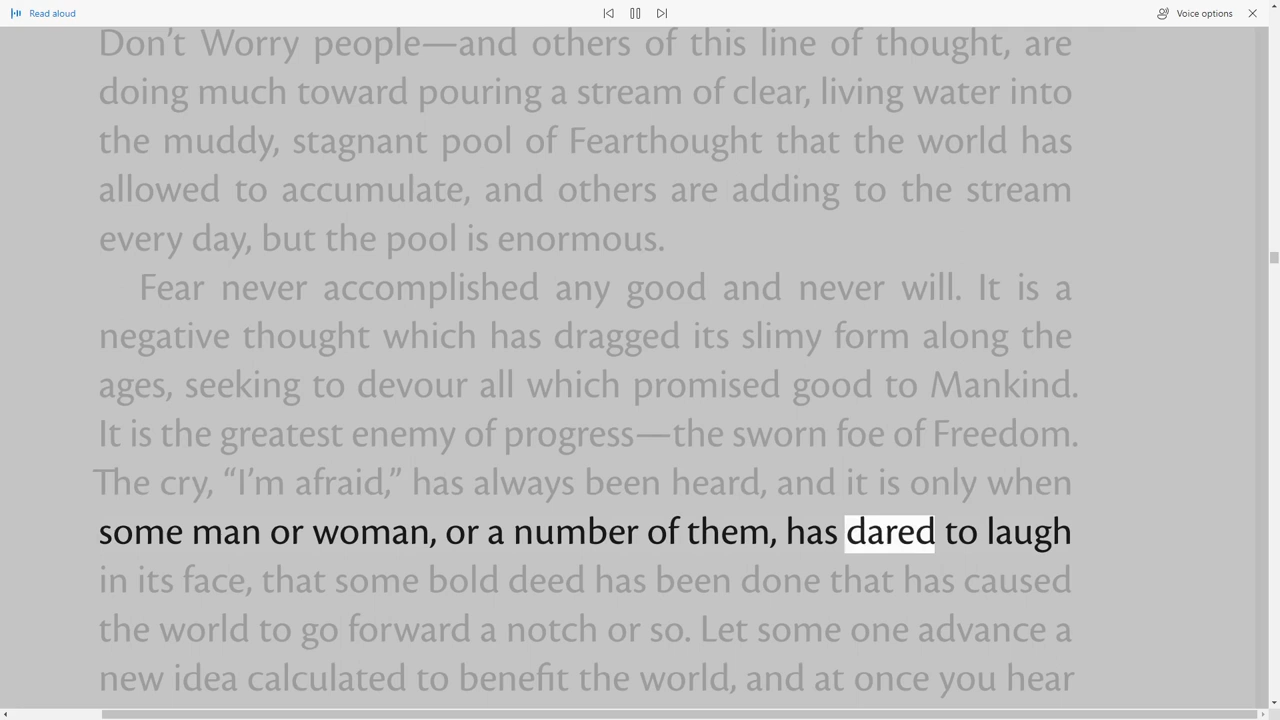 Read aloud
Voice options
Don’t Worry people—and others of this line of thought, are
doing much toward pouring a stream of clear, living water into
the muddy, stagnant pool of Fearthought that the world has
allowed to accumulate, and others are adding to the stream
every day, but the pool is enormous.
Fear never accomplished any good and never will. It is a
negative thought which has dragged its slimy form along the
ages, seeking to devour all which promised good to Mankind.
It is the greatest enemy of progress—the sworn foe of Freedom.
The cry, “I’m afraid,” has always been heard, and it is only when
some man or woman, or a number of them, has dared to laugh
in its face, that some bold deed has been done that has caused
the world to go forward a notch or so. Let some one advance a
new idea calculated to benefit the world, and at once you hear